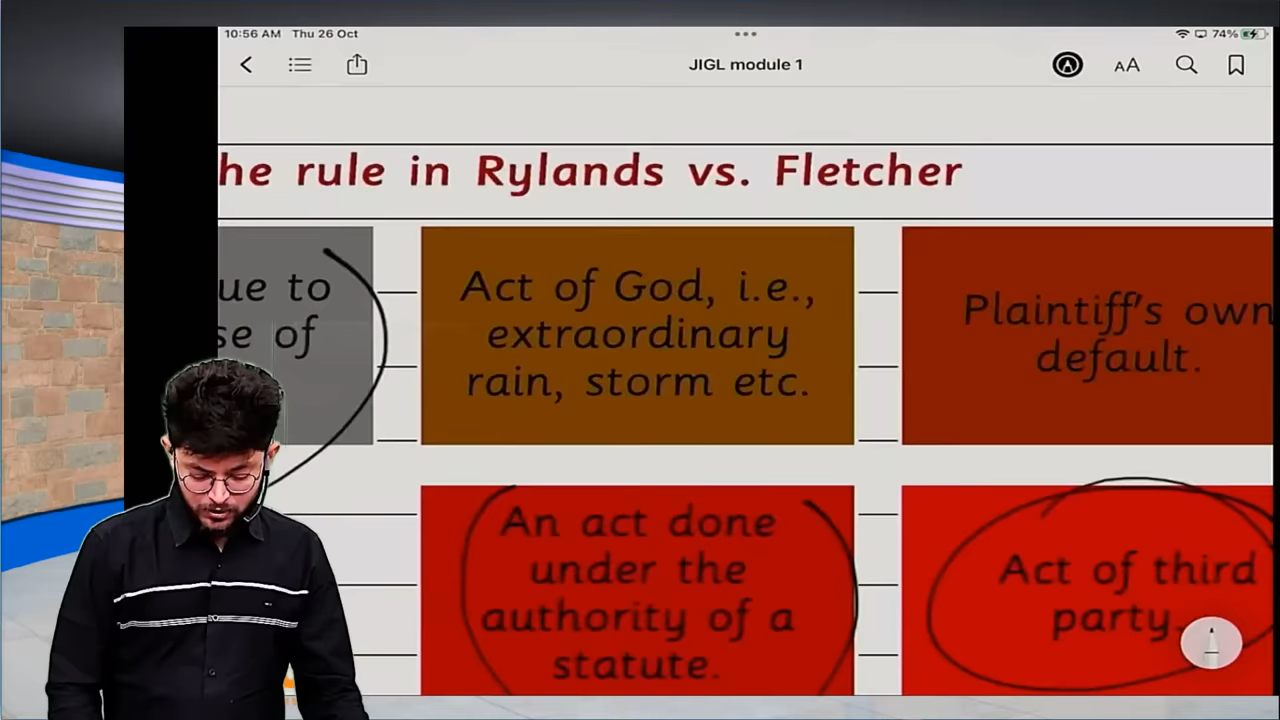 10:56 AM Thu 26 Oct
74%
JIGL module 1
AA
he rule in Rylands vs. Fletcher
ue to
se of
Act of God, i.e.,
extraordinary
rain, storm etc.
Plaintiff's own
default.
An act done
under the
authority of a
statute.
Act of third
party.